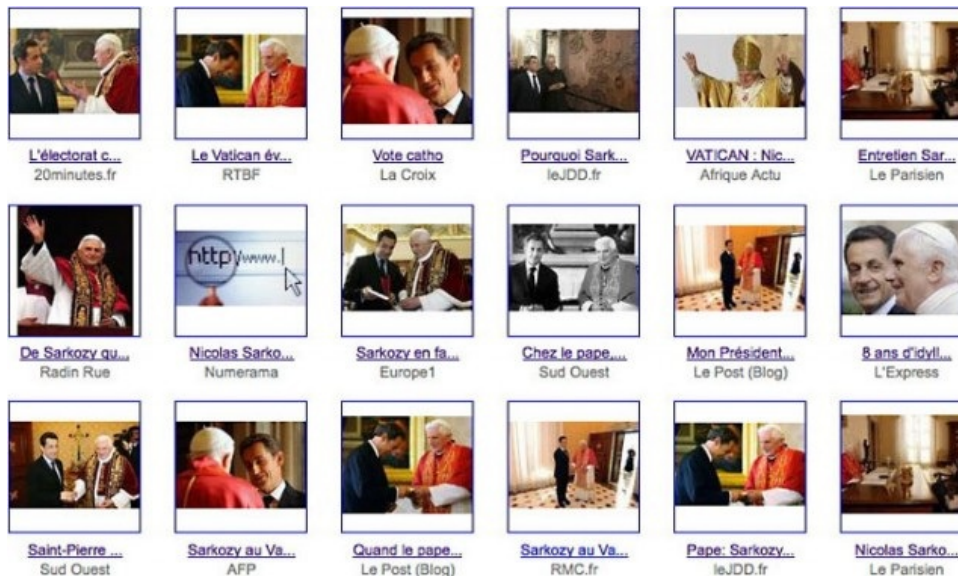 L'électorat c...
20minutes.fr
Le Vatican év...
RTBF
Vote catho
La Croix
Pourquoi Sark...
leJDD.fr
VATICAN : Nic...
Afrique Actu
Entretien Sar...
Le Parisien
http www.
De Sarkozy qu...
Radin Rue
Nicolas Sarko...
Numerama
Sarkozy en fa...
Europe1
Chez le pape,...
Sud Ouest
Mon Président...
Le Post (Blog)
8 ans d'idyll...
L'Express
Saint-Pierre ...
Sud Ouest
Sarkozy au Va...
AFP
Quand le pape...
Le Post (Blog)
Sarkozy au Va...
RMC.fr
Pape: Sarkozy...
leJDD.fr
Nicolas Sarko...
Le Parisien